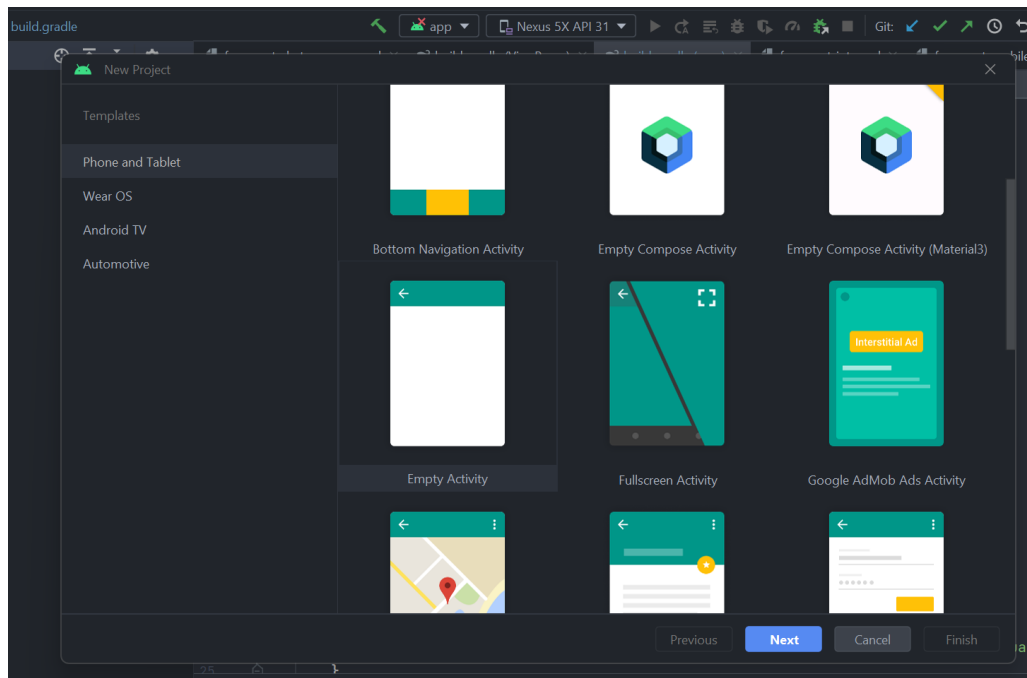 build.gradle
app
Nexus 5X API 31
Git:
New Project
Templates
Phone and Tablet
Wear OS
Android TV
Automotive
Bottom Navigation Activity
Empty Compose Activity
Empty Compose Activity (Material3)
Interstitial Ad
Empty Activity
Fullscreen Activity
Google AdMob Ads Activity
Previous
Next
Cancel
Finish
25
}